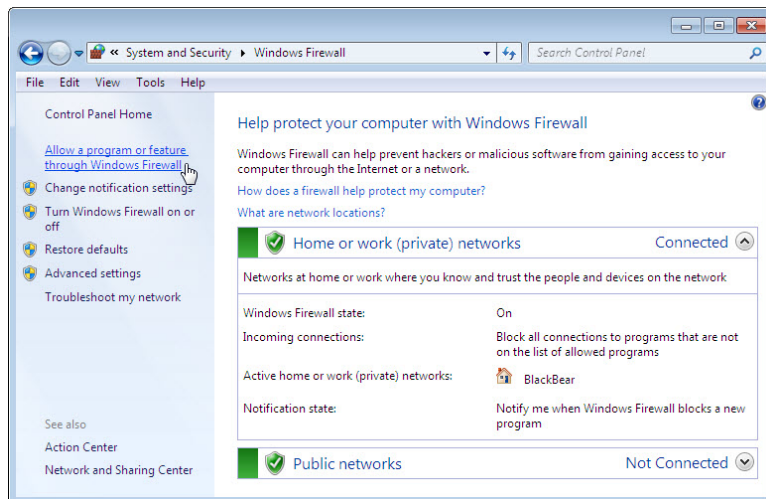 « System and Security ▸ Windows Firewall
Search Control Panel
File Edit View Tools Help
Control Panel Home
Allow a program or feature
through Windows Firewall
Change notification settings
Turn Windows Firewall on or
off
Restore defaults
Advanced settings
Troubleshoot my network
See also
Action Center
Network and Sharing Center
Help protect your computer with Windows Firewall
Windows Firewall can help prevent hackers or malicious software from gaining access to your
computer through the Internet or a network.
How does a firewall help protect my computer?
What are network locations?
Home or work (private) networks Connected
Networks at home or work where you know and trust the people and devices on the network
Windows Firewall state: On
Incoming connections: Block all connections to programs that are not
on the list of allowed programs
Active home or work (private) networks: BlackBear
Notification state: Notify me when Windows Firewall blocks a new
program
Public networks Not Connected